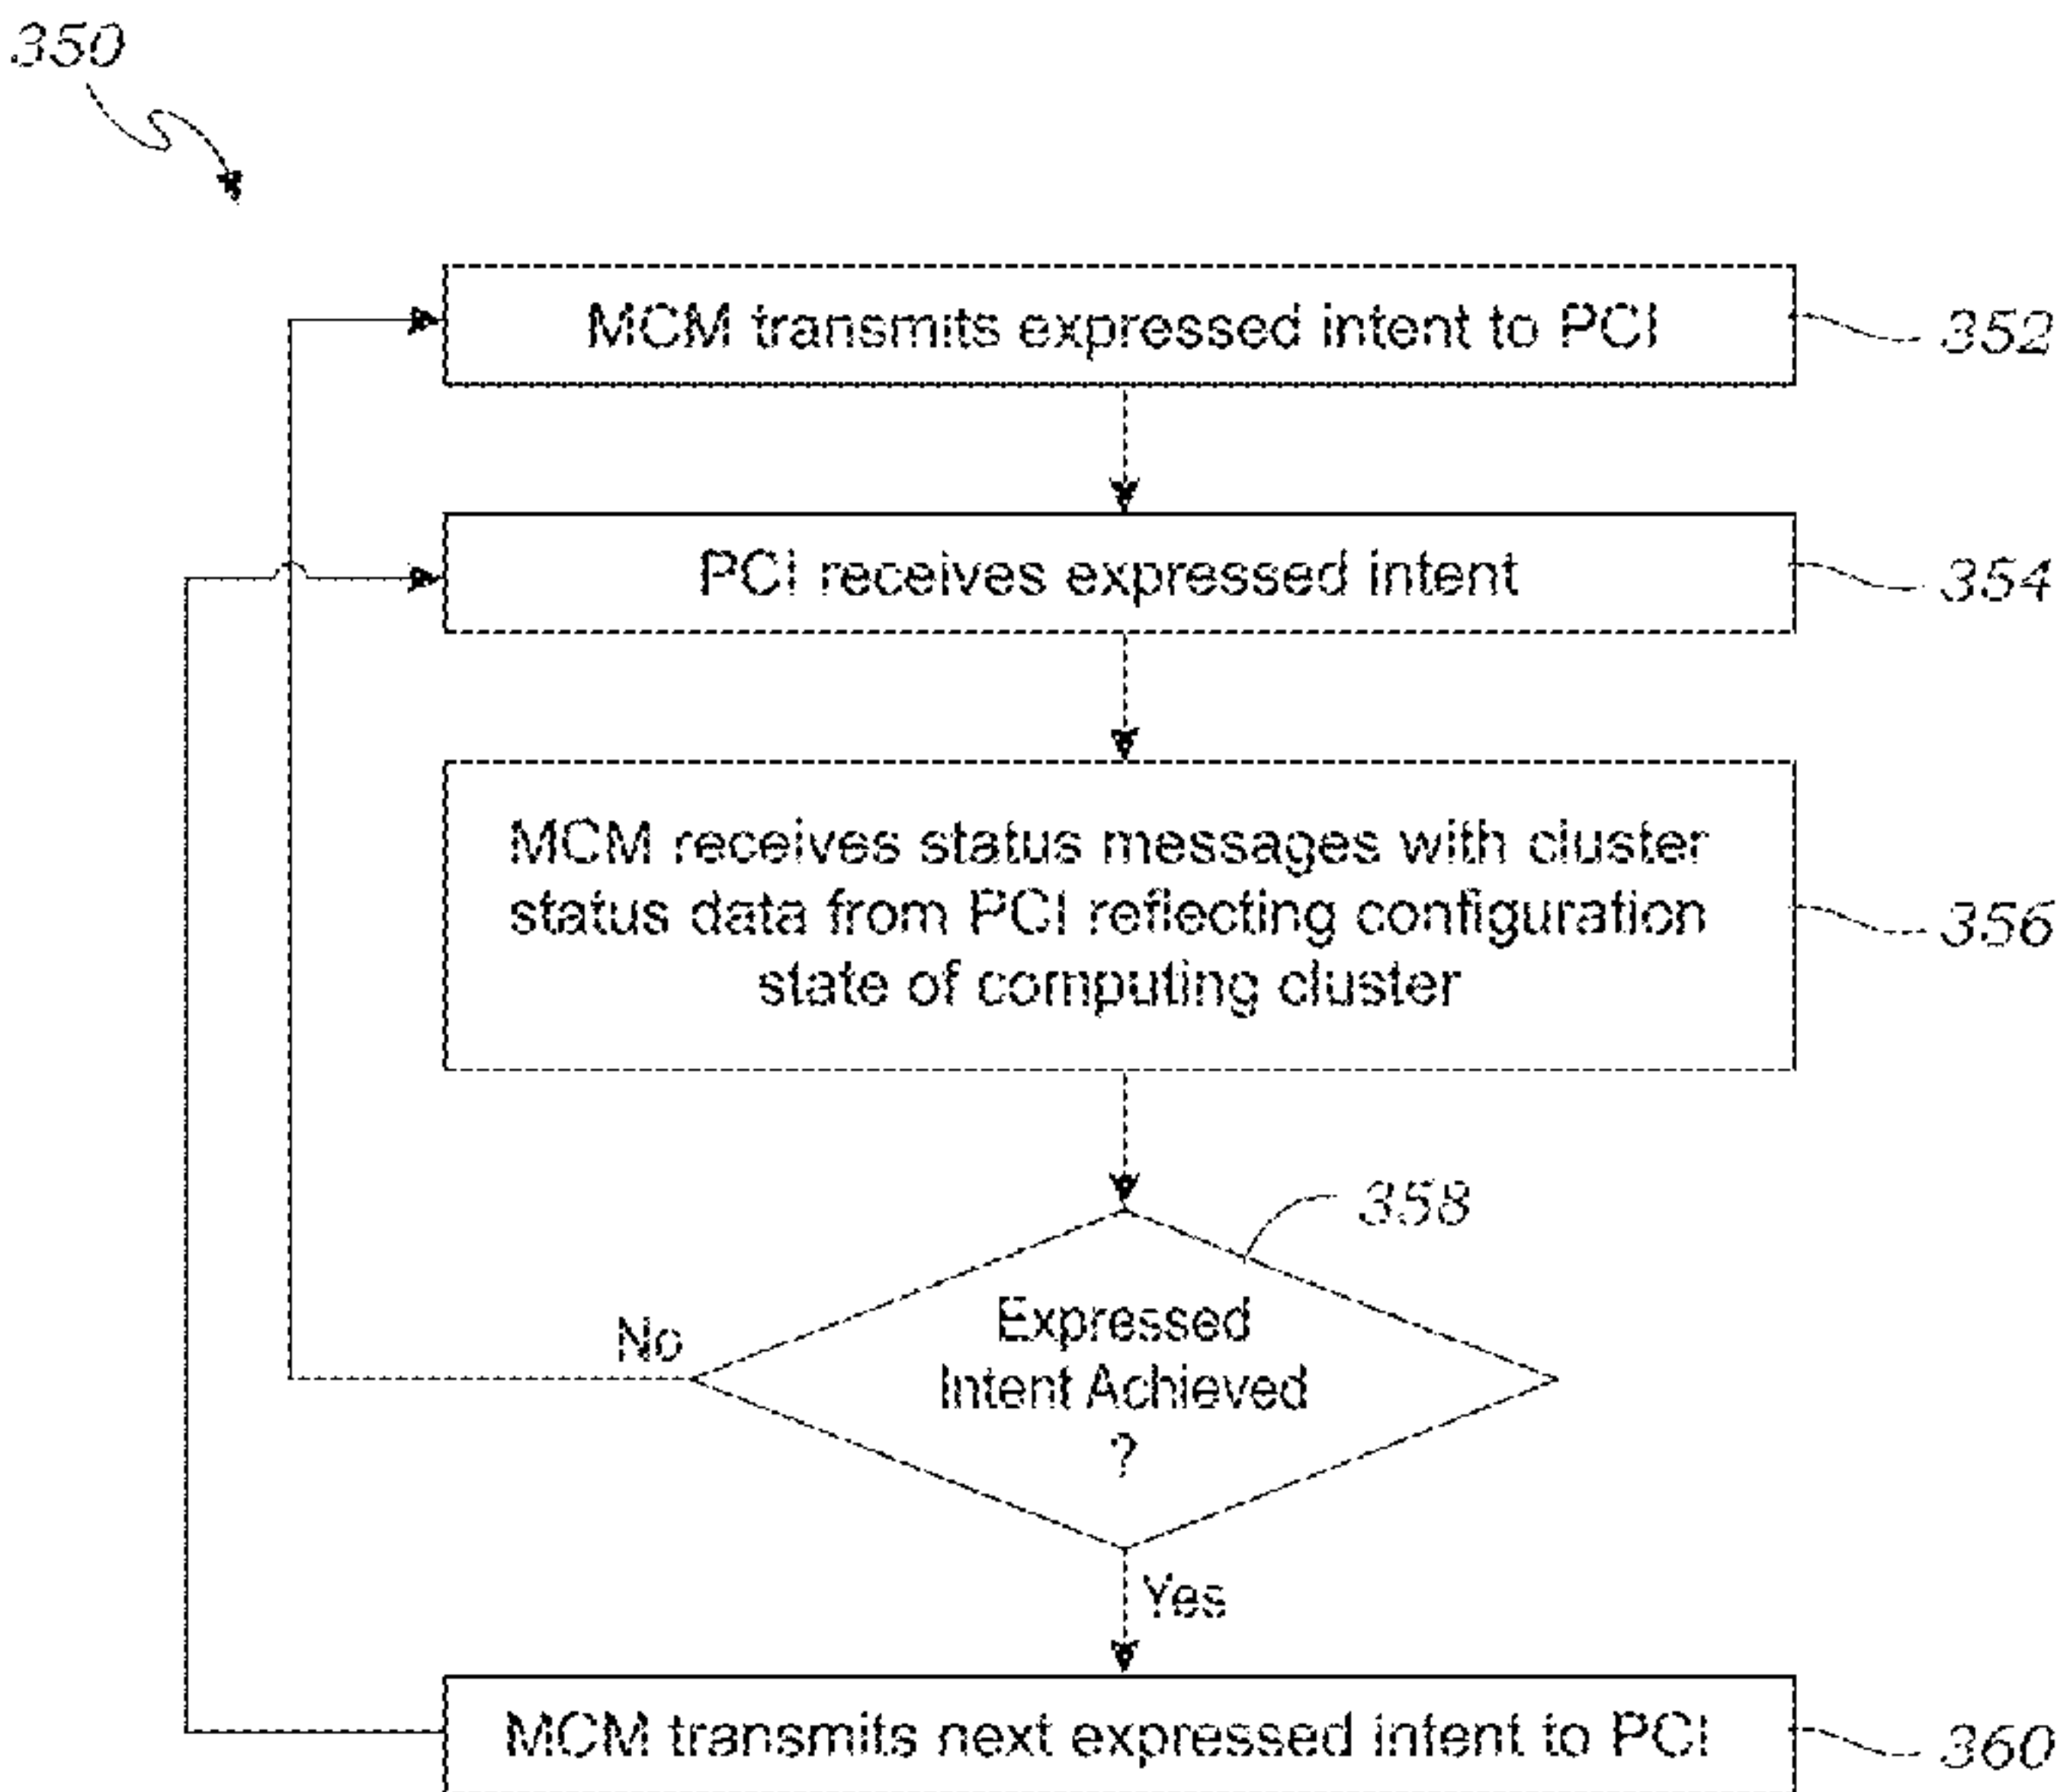 350
MCM transmits expressed intent to PCI
352
PCI receives expressed intent
354
MCM receives status messages with cluster
status data from PCI reflecting configuration
state of computing cluster
356
358
Expressed
Intent Achieved
?
No
Yes
MCM transmits next expressed intent to PCI
360